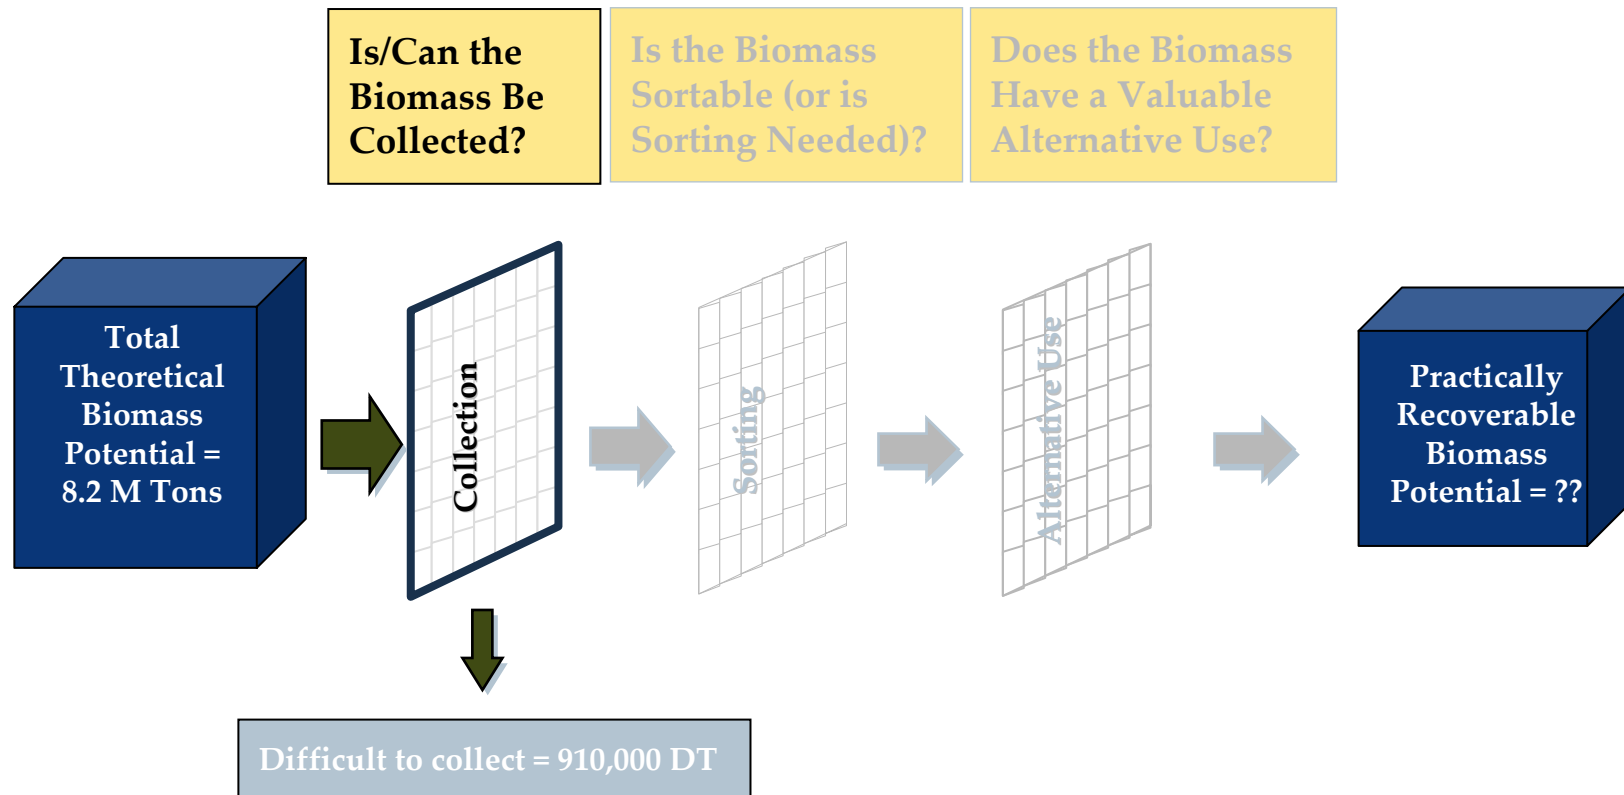 Is/Can the
Biomass Be
Collected?
Is the Biomass
Sortable (or is
Sorting Needed)?
Does the Biomass
Have a Valuable
Alternative Use?
Total
Theoretical
Biomass
Potential =
8.2 M Tons
Collection
Sorting
Alternative Use
Practically
Recoverable
Biomass
Potential = ??
Difficult to collect = 910,000 DT